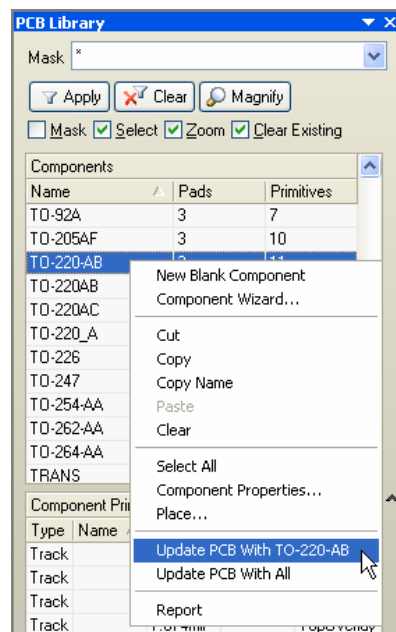 PCB Library
Mask *
Apply Clear Magnify
Mask Select Zoom Clear Existing
Components
Name Pads Primitives
TO-92A 3 7
TO-205AF 3 10
TO-220-AB 3 11
TO-220AB
TO-220AC
TO-220_A
TO-226
TO-247
TO-254-AA
TO-262-AA
TO-264-AA
TRANS
New Blank Component
Component Wizard...
Cut
Copy
Copy Name
Paste
Clear
Select All
Component Properties...
Place...
Update PCB With TO-220-AB
Update PCB With All
Report
Component Pri
Type Name
Track
Track
Track
Track